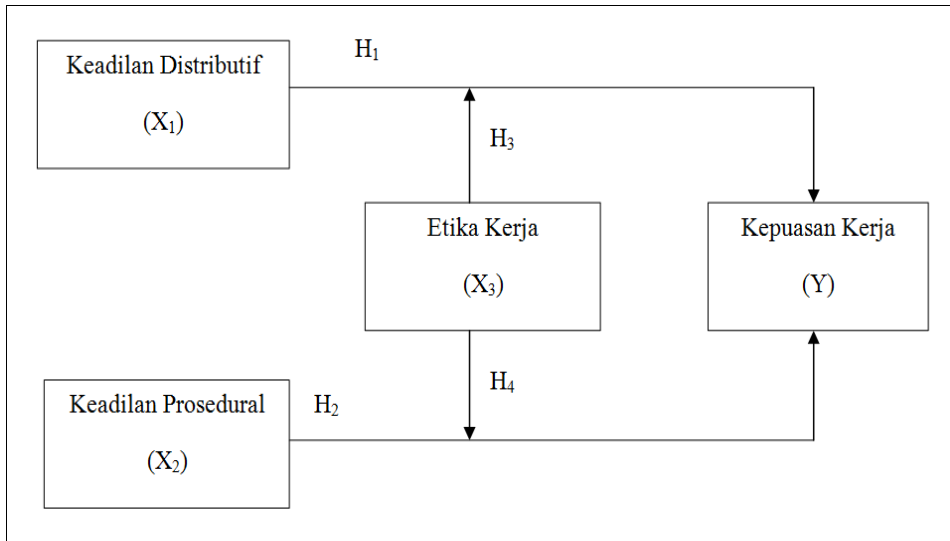 Keadilan Distributif
(X₁)
H₁
H₃
Etika Kerja
(X₃)
Kepuasan Kerja
(Y)
H₄
Keadilan Prosedural
(X₂)
H₂